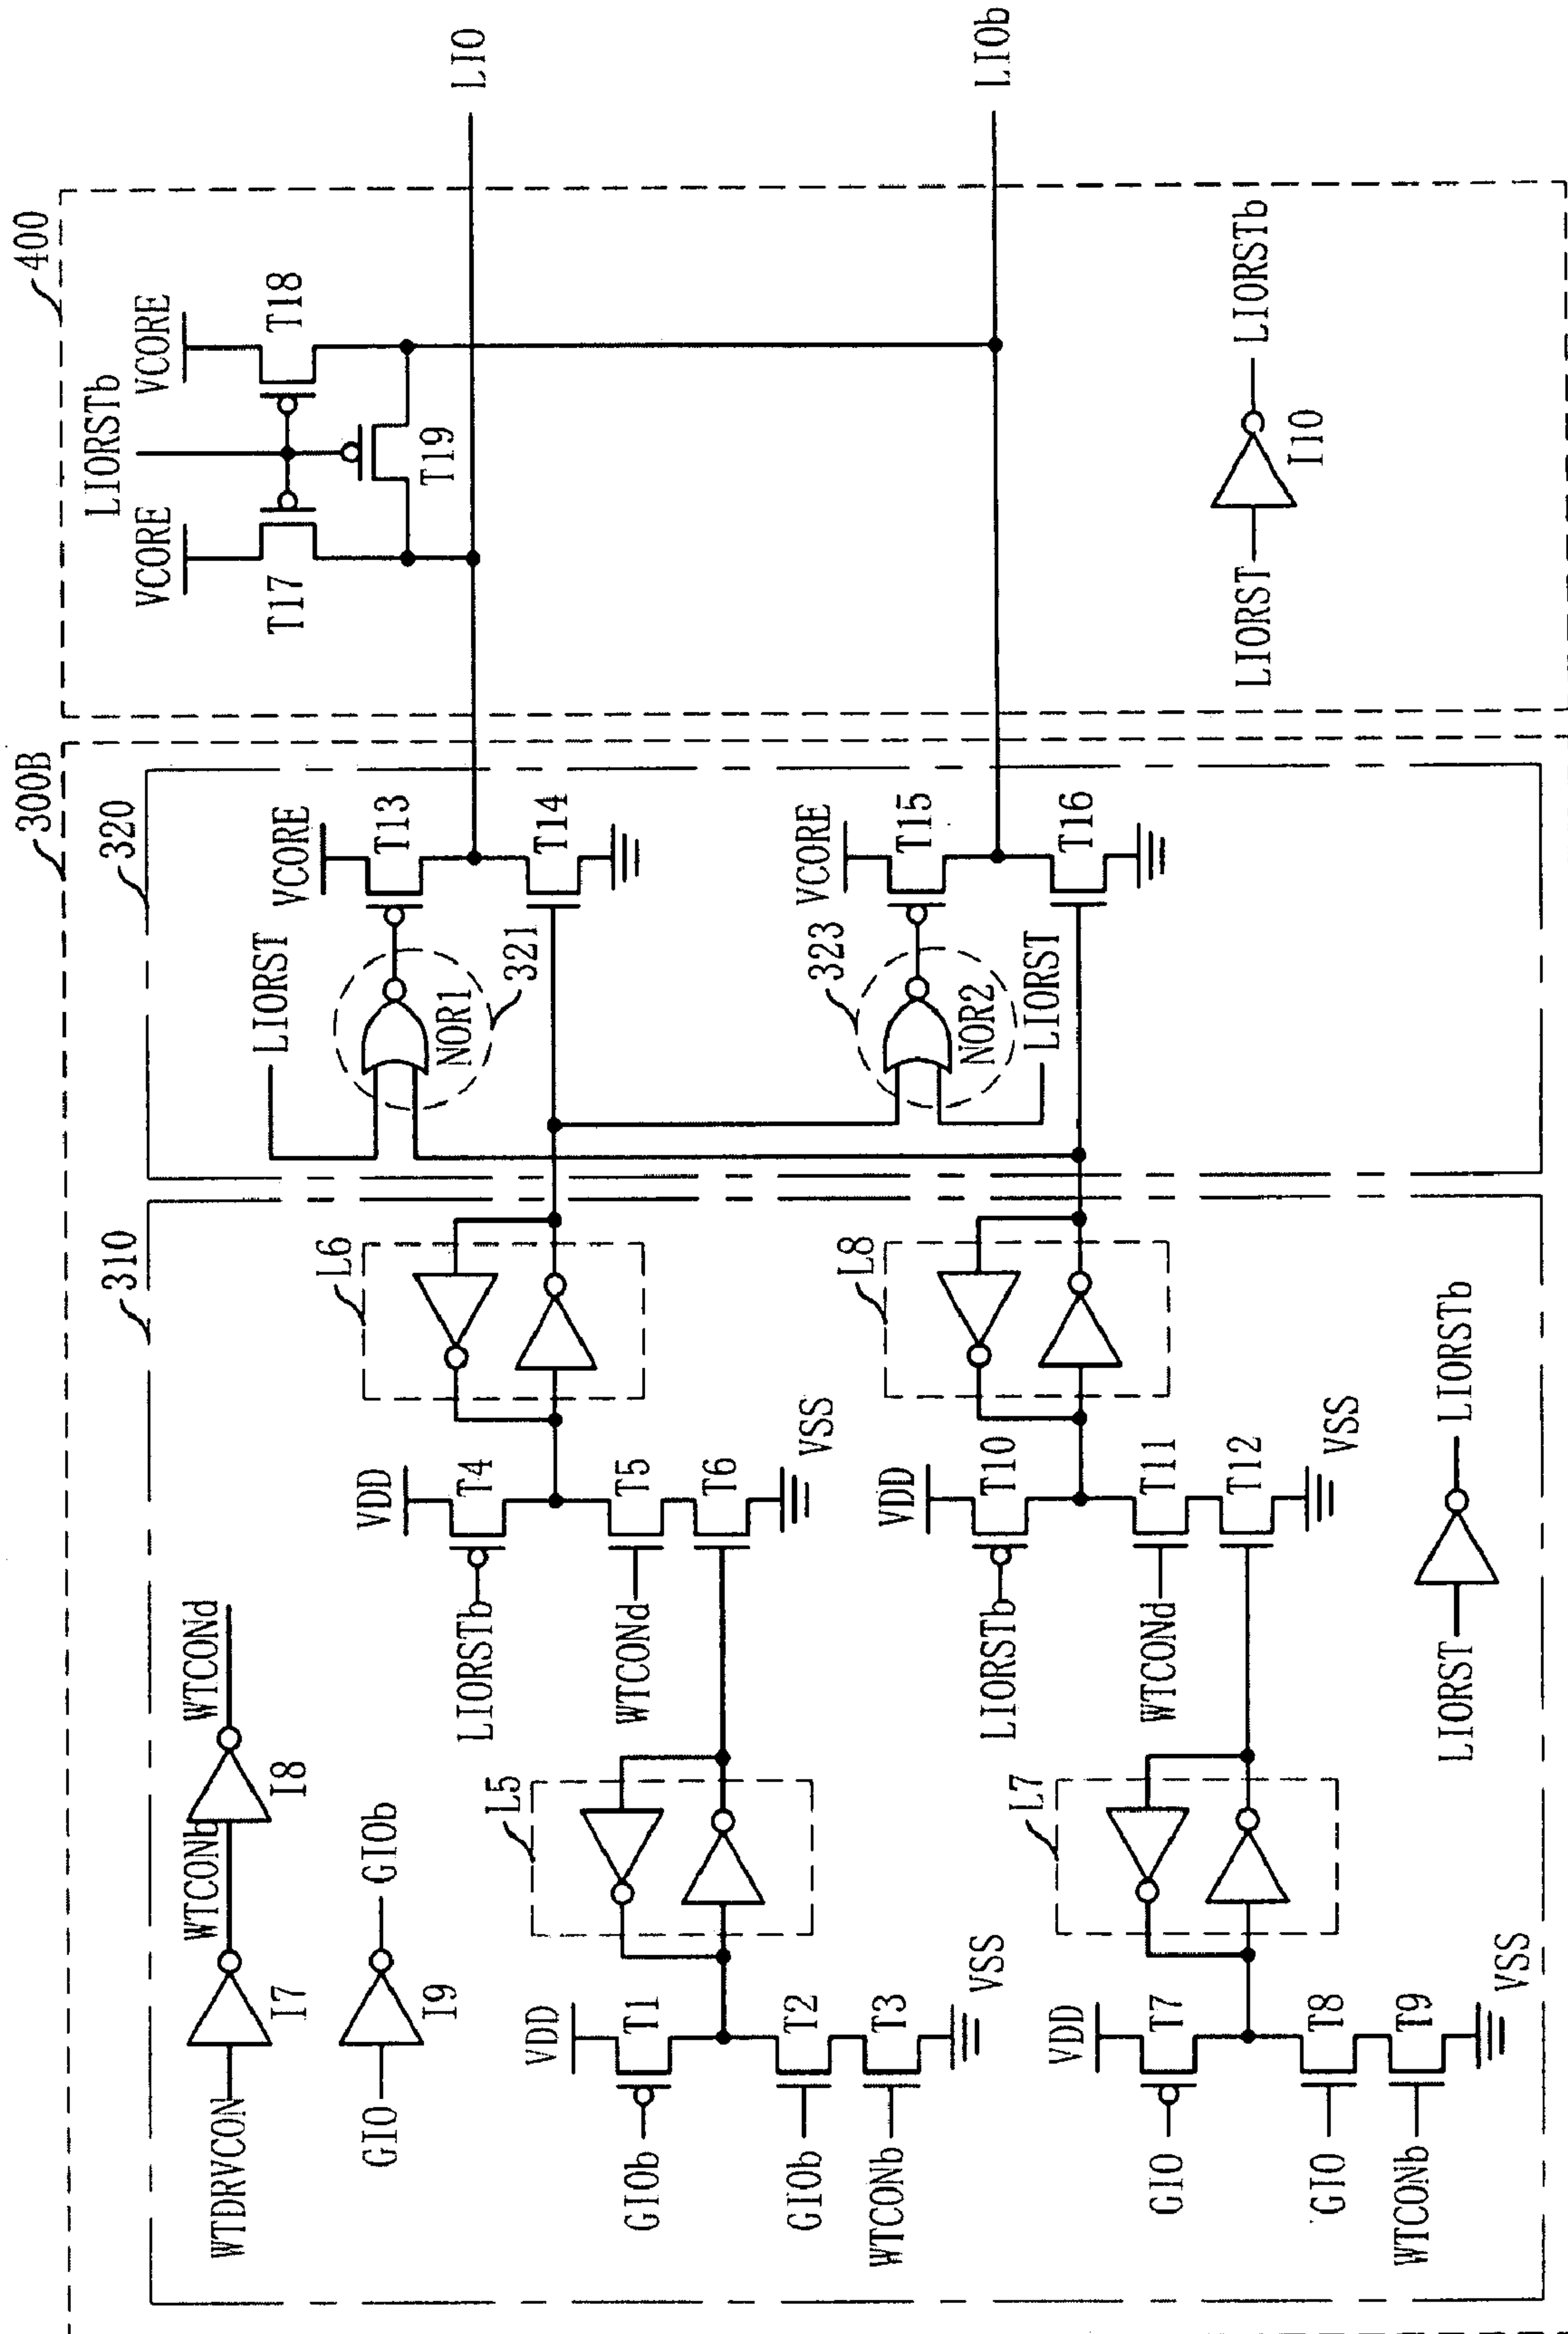 300B
400
310
320
WTDRVCON
I7
WTCONb
I8
WTCONd
GIO
I9
GIOb
LIORSTb
VDD
T4
L6
WTCONd
T5
T6
VSS
VDD
T1
GIOb
L5
GIOb
T2
WTCONb
T3
VSS
LIORSTb
VDD
T10
L8
WTCONd
T11
T12
VSS
VDD
T7
GIO
L7
GIO
T8
WTCONb
T9
VSS
LIORST
LIORSTb
LIORST
VCORE
T13
NOR1
321
T14
VCORE
T15
323
NOR2
LIORST
T16
VCORE
LIORSTb
VCORE
T17
T18
T19
LIO
LIOb
LIORST
I10
LIORSTb